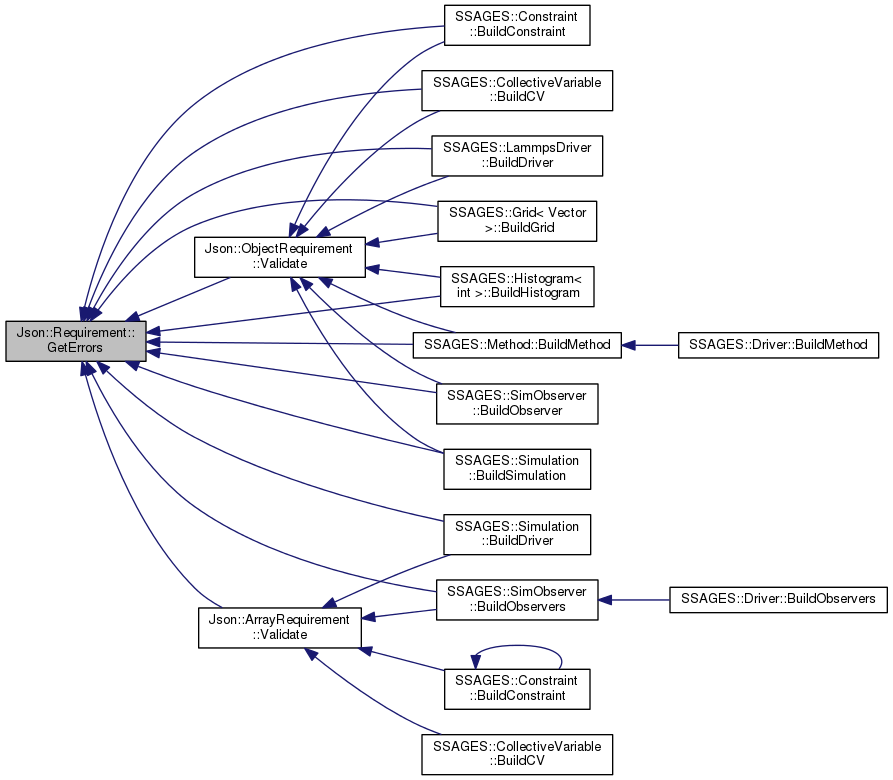 SSAGES::Constraint
::BuildConstraint
SSAGES::CollectiveVariable
::BuildCV
SSAGES::LammpsDriver
::BuildDriver
SSAGES::Grid< Vector
>::BuildGrid
Json::ObjectRequirement
::Validate
SSAGES::Histogram<
int >::BuildHistogram
Json::Requirement::
GetErrors
SSAGES::Method::BuildMethod
SSAGES::Driver::BuildMethod
SSAGES::SimObserver
::BuildObserver
SSAGES::Simulation
::BuildSimulation
SSAGES::Simulation
::BuildDriver
SSAGES::SimObserver
::BuildObservers
SSAGES::Driver::BuildObservers
Json::ArrayRequirement
::Validate
SSAGES::Constraint
::BuildConstraint
SSAGES::CollectiveVariable
::BuildCV